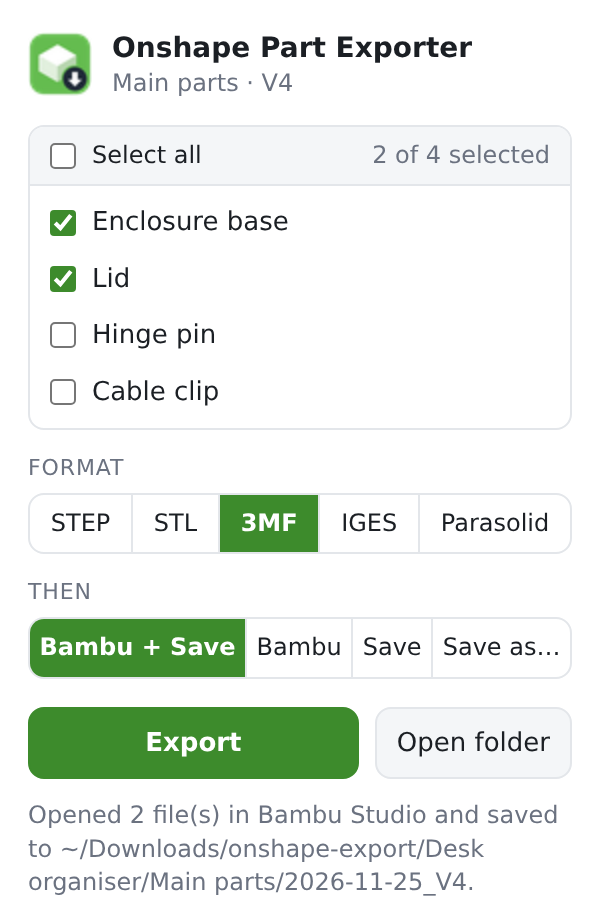 Onshape Part Exporter
Main parts · V4
Select all 2 of 4 selected
Enclosure base
Lid
Hinge pin
Cable clip
FORMAT
STEP STL 3MF IGES Parasolid
THEN
Bambu + Save Bambu Save Save as...
Export Open folder
Opened 2 file(s) in Bambu Studio and saved
to ~/Downloads/onshape-export/Desk
organiser/Main parts/2026-11-25_V4.